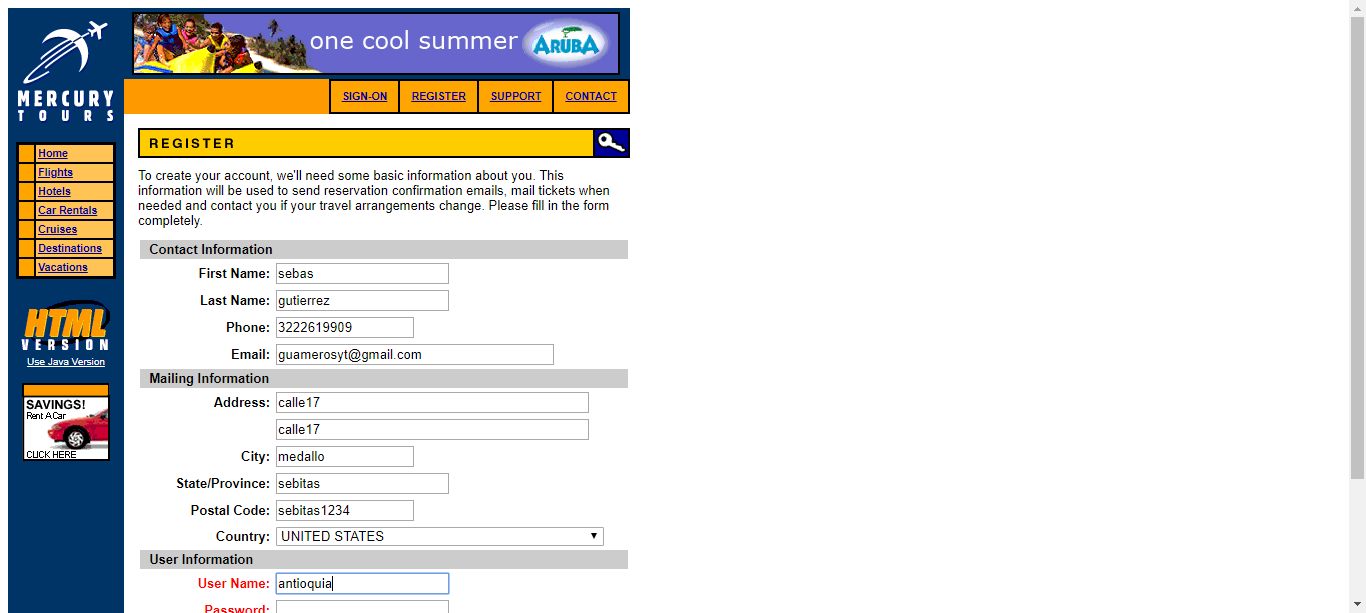 one cool summer ARUBA
MERCURY
TOURS
SIGN-ON REGISTER SUPPORT CONTACT
REGISTER
Home
Flights
Hotels
Car Rentals
Cruises
Destinations
Vacations
HTML
VERSION
Use Java Version
SAVINGS!
Rent A Car
CLICK HERE
To create your account, we'll need some basic information about you. This
information will be used to send reservation confirmation emails, mail tickets when
needed and contact you if your travel arrangements change. Please fill in the form
completely.
Contact Information
First Name: sebas
Last Name: gutierrez
Phone: 3222619909
Email: guamerosyt@gmail.com
Mailing Information
Address: calle17
calle17
City: medallo
State/Province: sebitas
Postal Code: sebitas1234
Country: UNITED STATES
User Information
User Name: antioquia
Password: